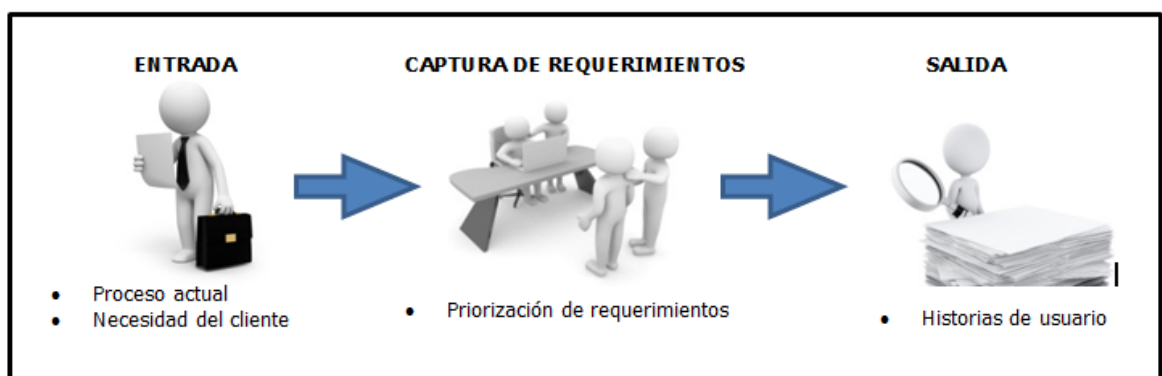 ENTRADA
CAPTURA DE REQUERIMIENTOS
SALIDA
• Proceso actual
• Necesidad del cliente
• Priorización de requerimientos
• Historias de usuario